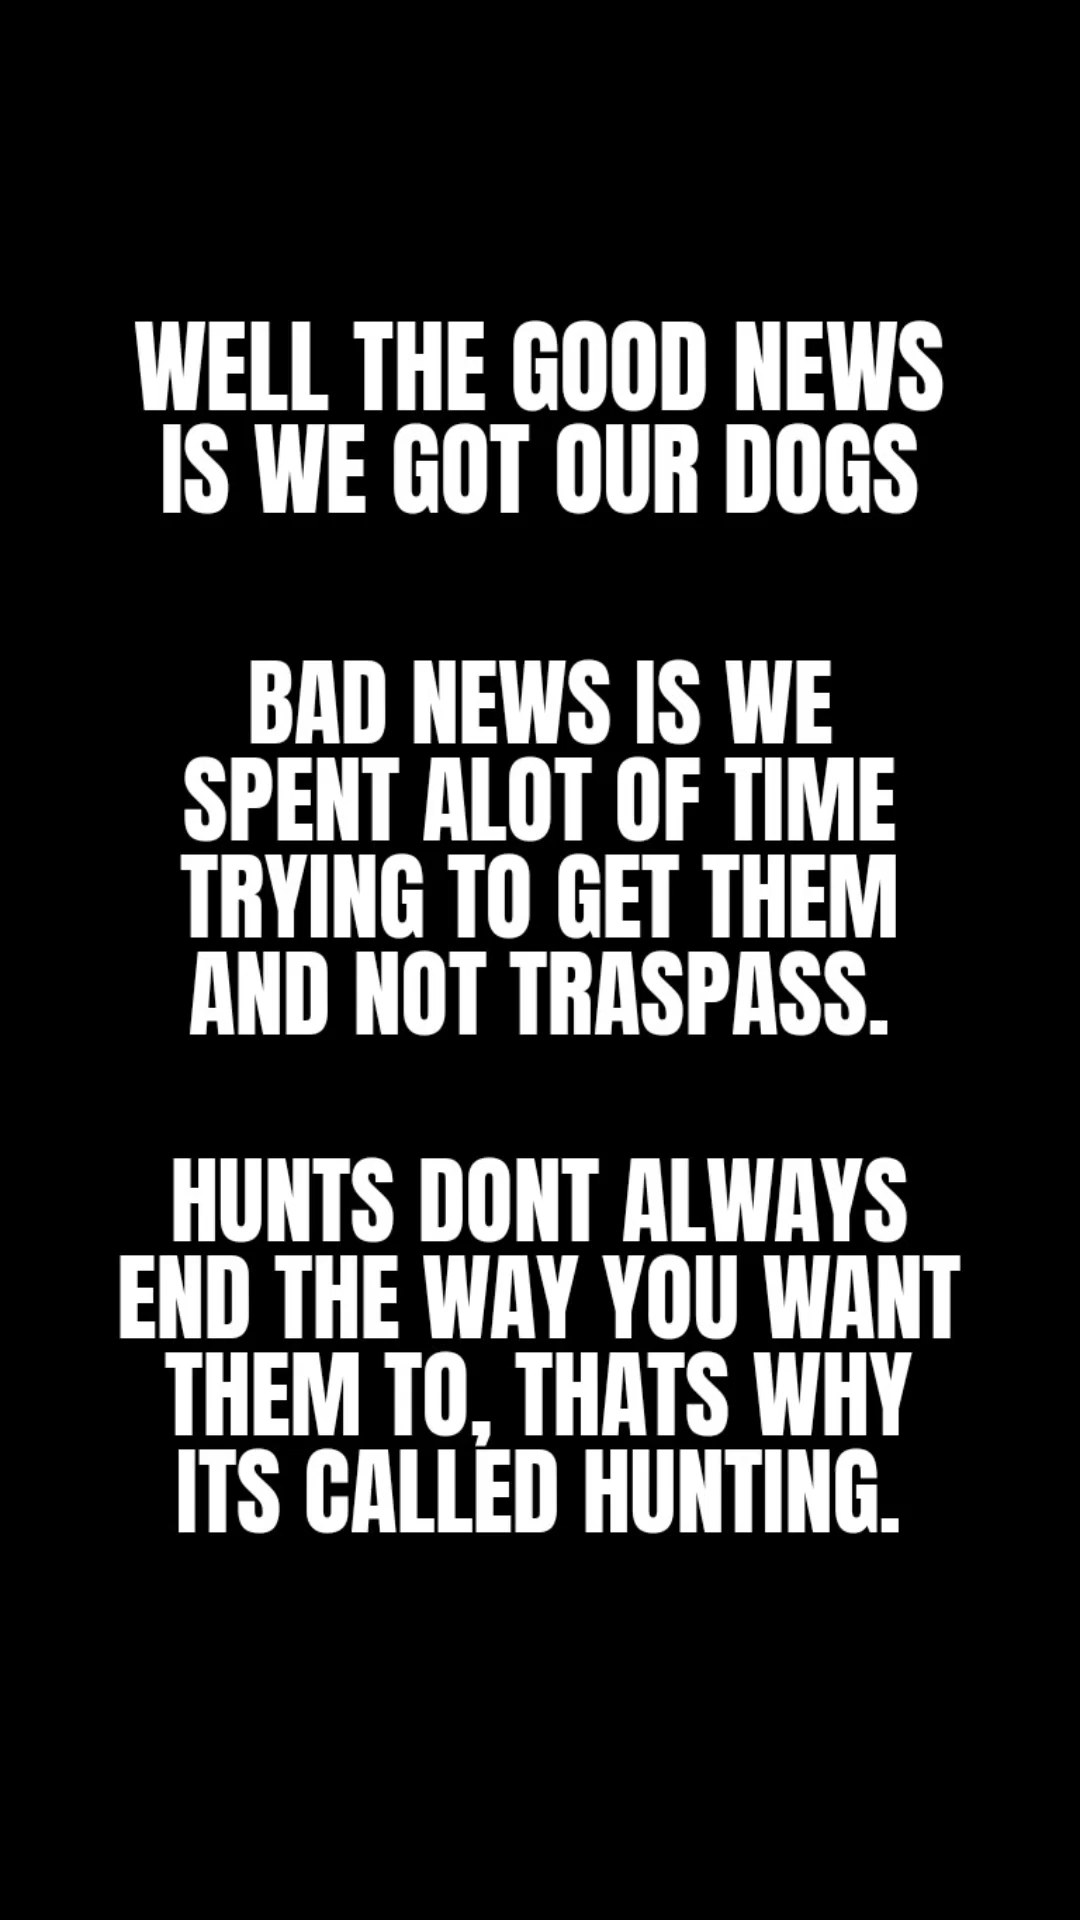 WELL THE GOOD NEWS
IS WE GOT OUR DOGS
BAD NEWS IS WE
SPENT ALOT OF TIME
TRYING TO GET THEM
AND NOT TRASPASS.
HUNTS DONT ALWAYS
END THE WAY YOU WANT
THEM TO, THATS WHY
ITS CALLED HUNTING.